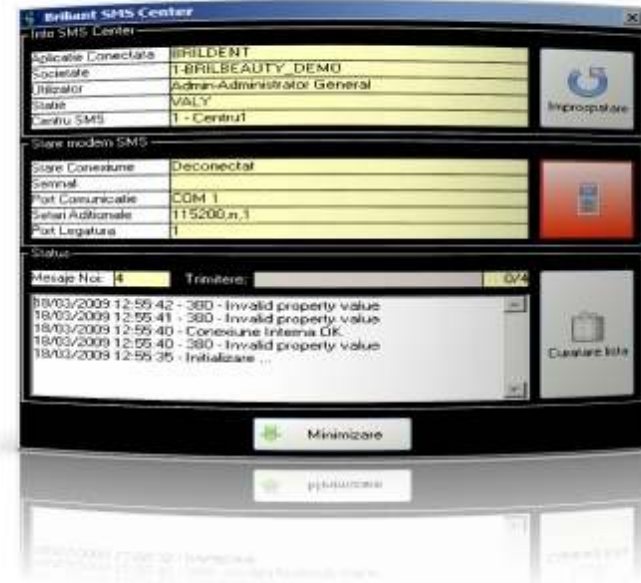 Briliant SMS Center
Info SMS Center
Aplicatie Conectata BRILDENT
Societate 1-BRILBEAUTY_DEMO
Utilizator Admin-Administrator General
Statie VALY
Centru SMS 1 - Centru1
Improspatare
Stare modem SMS
Stare Conexiune Deconectat
Semnal
Port Comunicatie COM 1
Setari Aditionale 115200,n,1
Port Legatura 1
Status
Mesaje Noi: 4 Trimitere: 0/4
18/03/2009 12:55:42 - 380 - Invalid property value
18/03/2009 12:55:41 - 380 - Invalid property value
18/03/2009 12:55:40 - Conexiune Interna OK
18/03/2009 12:55:40 - 380 - Invalid property value
18/03/2009 12:55:35 - Initializare ...
Curatare lista
Minimizare